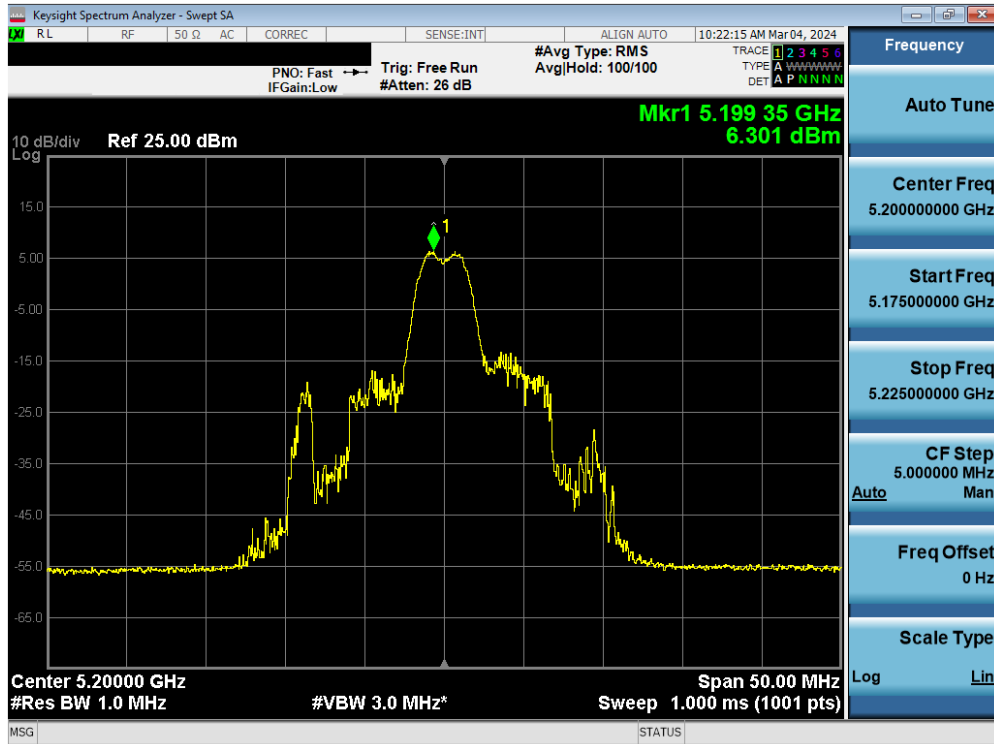 Keysight Spectrum Analyzer - Swept SA
LXI RL RF 50 Ω AC CORREC SENSE:INT ALIGN AUTO 10:22:15 AM Mar 04, 2024
PNO: Fast
IFGain:Low
Trig: Free Run
#Atten: 26 dB
#Avg Type: RMS
Avg|Hold: 100/100
TRACE 1 2 3 4 5 6
TYPE A WWWWW
DET A P N N N N
Mkr1 5.199 35 GHz
6.301 dBm
10 dB/div Ref 25.00 dBm
Log
15.0
5.00
-5.00
-15.0
-25.0
-35.0
-45.0
-55.0
-65.0
1
Center 5.20000 GHz Span 50.00 MHz
#Res BW 1.0 MHz #VBW 3.0 MHz* Sweep 1.000 ms (1001 pts)
MSG STATUS
Frequency
Auto Tune
Center Freq
5.200000000 GHz
Start Freq
5.175000000 GHz
Stop Freq
5.225000000 GHz
CF Step
5.000000 MHz
Auto Man
Freq Offset
0 Hz
Scale Type
Log Lin